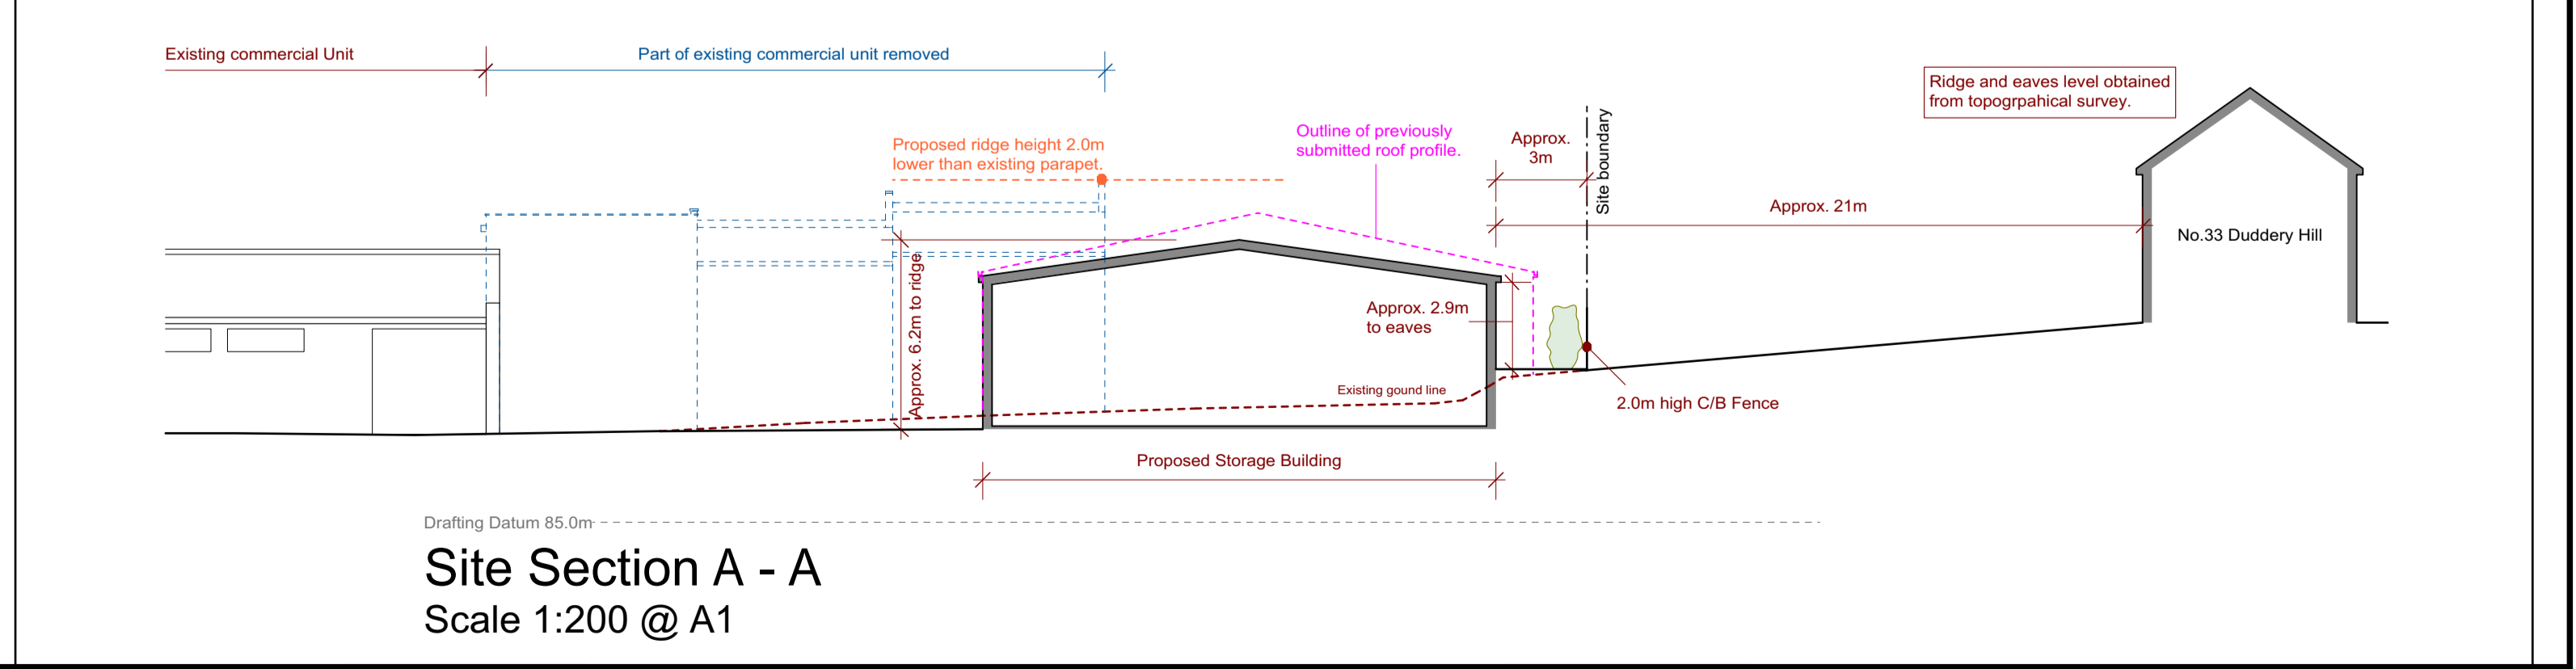 Existing commercial Unit
Part of existing commercial unit removed
Ridge and eaves level obtained
from topogrpahical survey.
Proposed ridge height 2.0m
lower than existing parapet.
Outline of previously
submitted roof profile.
Approx.
3m
Site boundary
Approx. 21m
No.33 Duddery Hill
Approx. 6.2m to ridge
Approx. 2.9m
to eaves
Existing gound line
2.0m high C/B Fence
Proposed Storage Building
Drafting Datum 85.0m
Site Section A - A
Scale 1:200 @ A1